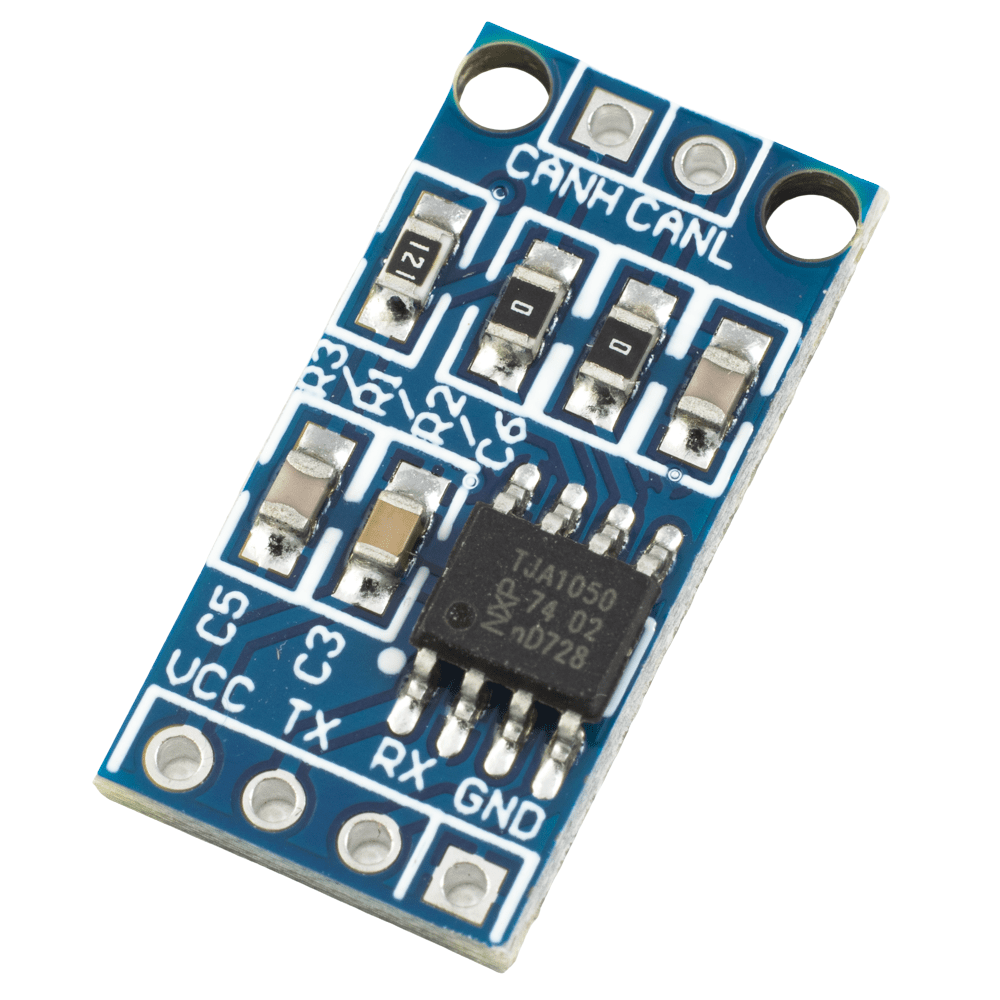 CANH CANL
121
0
0
R3/R1/R2/C6
TJA1050
NXP 74 02
nD728
C5
C3
VCC TX RX GND